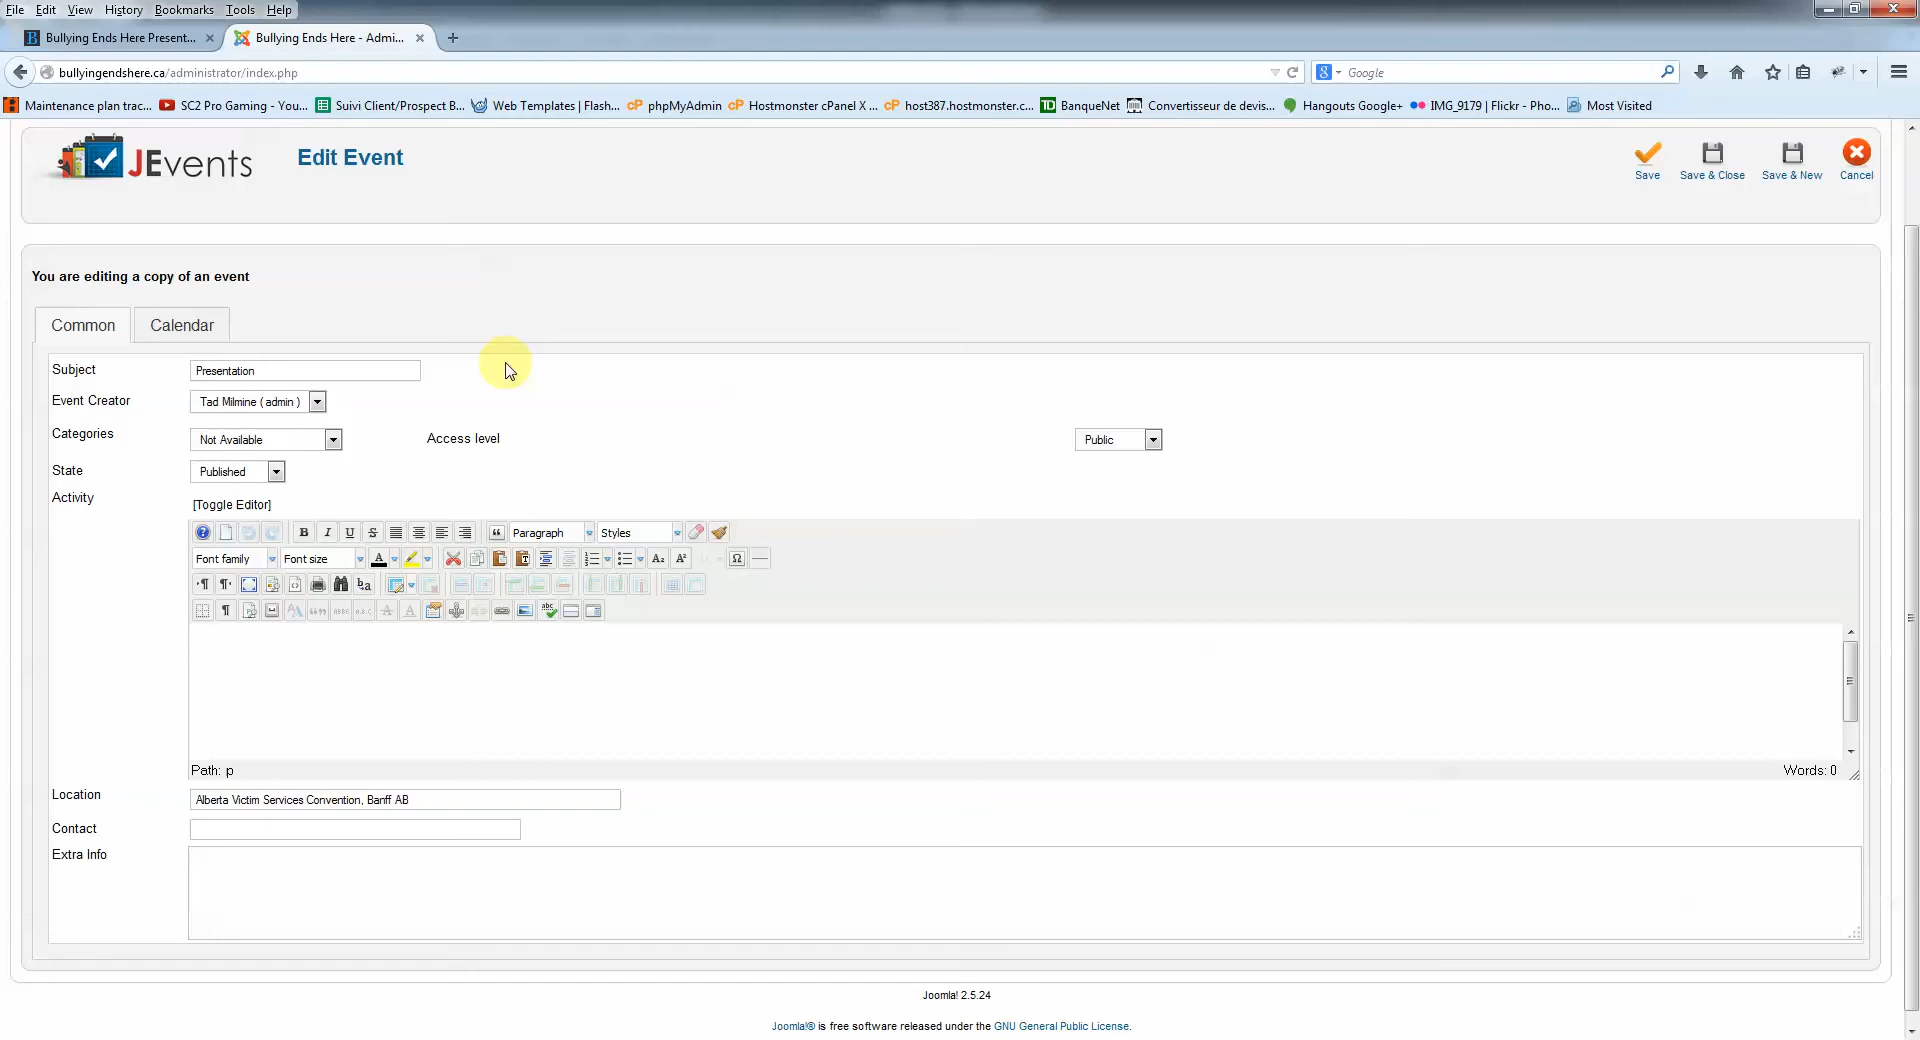 File Edit View History Bookmarks Tools Help
Bullying Ends Here Present... Bullying Ends Here - Admi...
bullyingendshere.ca/administrator/index.php Google
Maintenance plan trac... SC2 Pro Gaming - You... Suivi Client/Prospect B... Web Templates | Flash... phpMyAdmin Hostmonster cPanel X ... host387.hostmonster.c... BanqueNet Convertisseur de devis... Hangouts Google+ IMG_9179 | Flickr - Pho... Most Visited
JEvents Edit Event
Save Save & Close Save & New Cancel
You are editing a copy of an event
Common Calendar
Subject Presentation
Event Creator Tad Milmine ( admin )
Categories Not Available Access level Public
State Published
Activity [Toggle Editor]
Paragraph Styles
Font family Font size
Path: p Words: 0
Location Alberta Victim Services Convention, Banff AB
Contact
Extra Info
Joomla! 2.5.24
Joomla!® is free software released under the GNU General Public License.